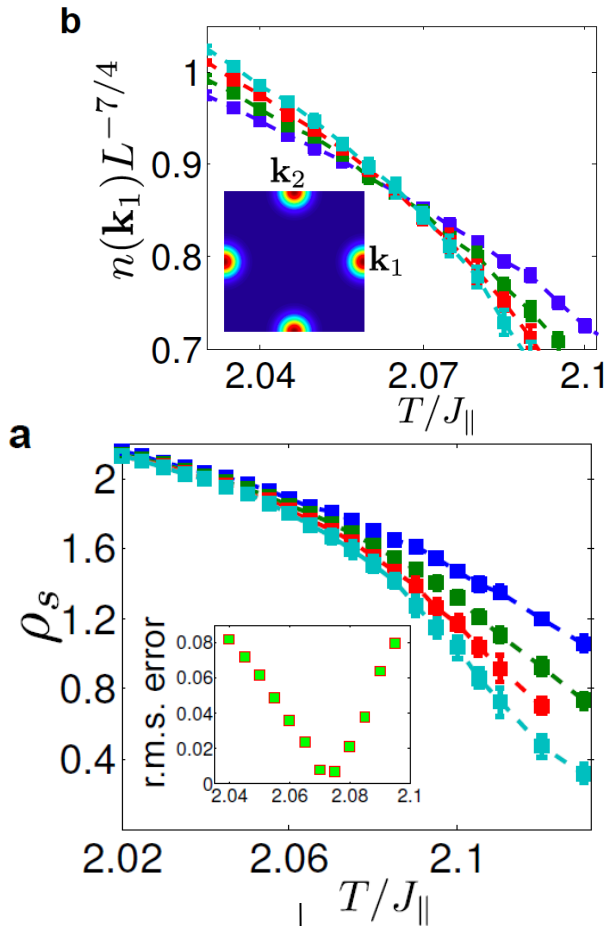 b
n(k₁)L⁻⁷ᐟ⁴
1
0.9
0.8
0.7
k₂
k₁
2.04 2.07 2.1
T/J∥
a
ρₛ
2
1.6
1.2
0.8
0.4
r.m.s. error
0.08
0.06
0.04
0.02
0
2.04 2.06 2.08 2.1
2.02 2.06 2.1
T/J∥